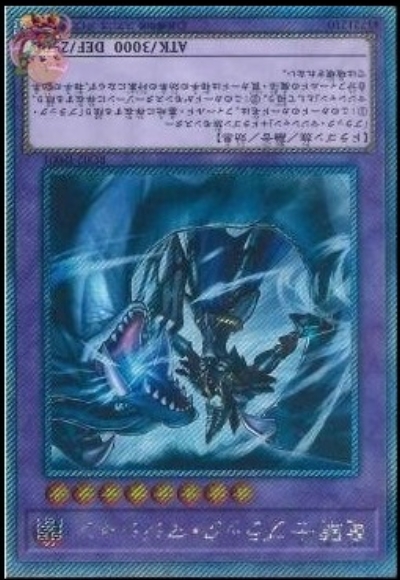 竜騎士ブラック・マジシャン
闇
RC02-JP001
【ドラゴン族／融合／効果】
「ブラック・マジシャン」＋ドラゴン族モンスター
①：このカードのカード名は、フィールド・墓地に存在する限り「ブラック・
マジシャン」として扱う。②：このカードがモンスターゾーンに存在する限り、
自分フィールドの魔法・罠カードは相手の効果の対象にならず、相手の効果
では破壊されない。
ATK/3000 DEF/2